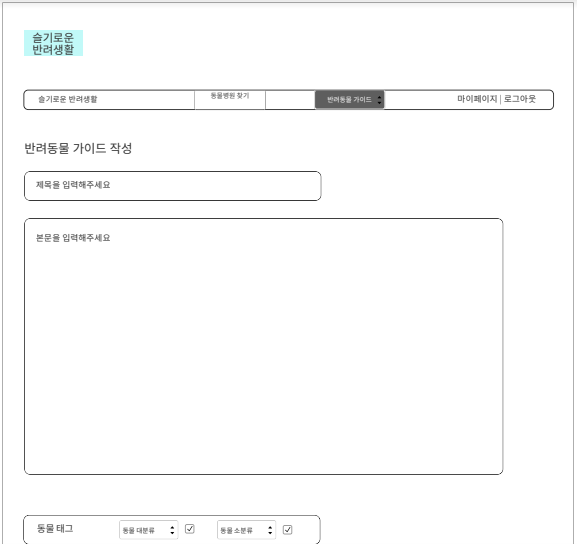 슬기로운
반려생활
슬기로운 반려생활 동물병원 찾기 반려동물 가이드 마이페이지 | 로그아웃
반려동물 가이드 작성
제목을 입력해주세요
본문을 입력해주세요
동물 태그 동물 대분류 동물 소분류